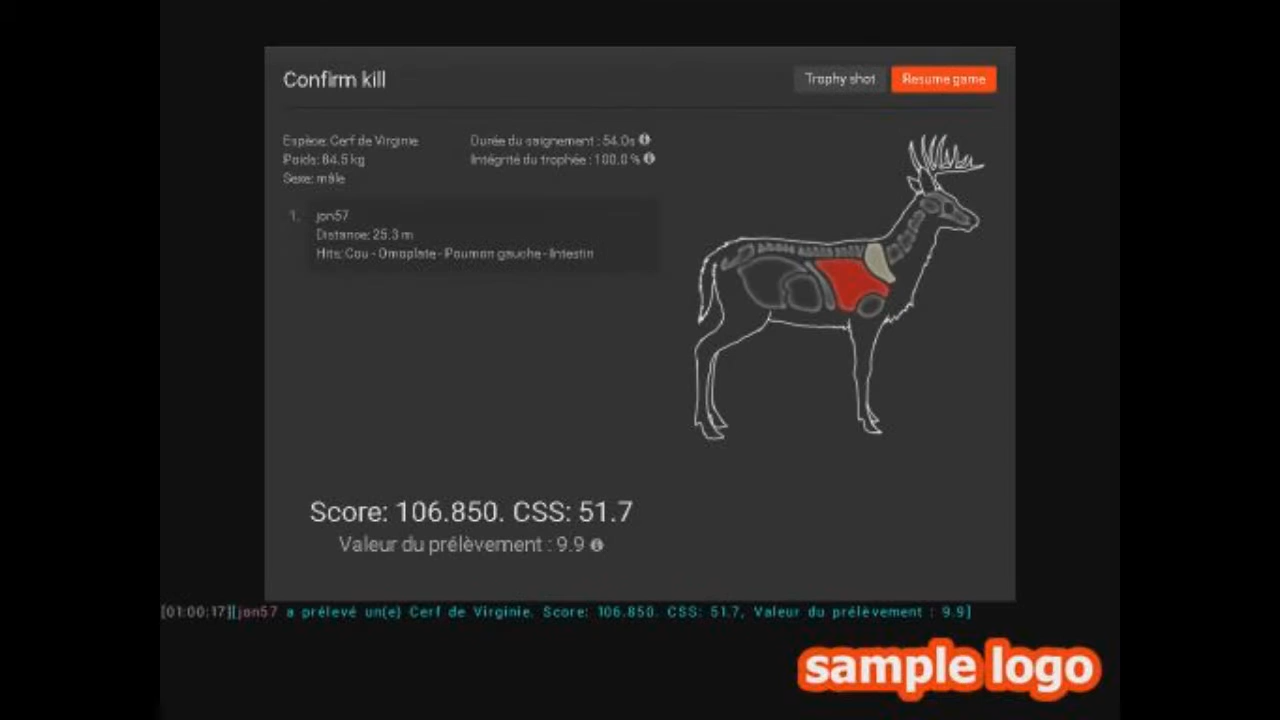 Confirm kill
Trophy shot
Resume game
Espèce: Cerf de Virginie
Poids: 84.5 kg
Sexe: mâle
Durée du saignement : 54.0s
Intégrité du trophée : 100.0 %
1. jon57
Distance: 25.3 m
Hits: Cou - Omoplate - Poumon gauche - Intestin
Score: 106.850. CSS: 51.7
Valeur du prélèvement : 9.9
[01:00:17][jon57 a prélevé un(e) Cerf de Virginie. Score: 106.850. CSS: 51.7, Valeur du prélèvement : 9.9]
sample logo